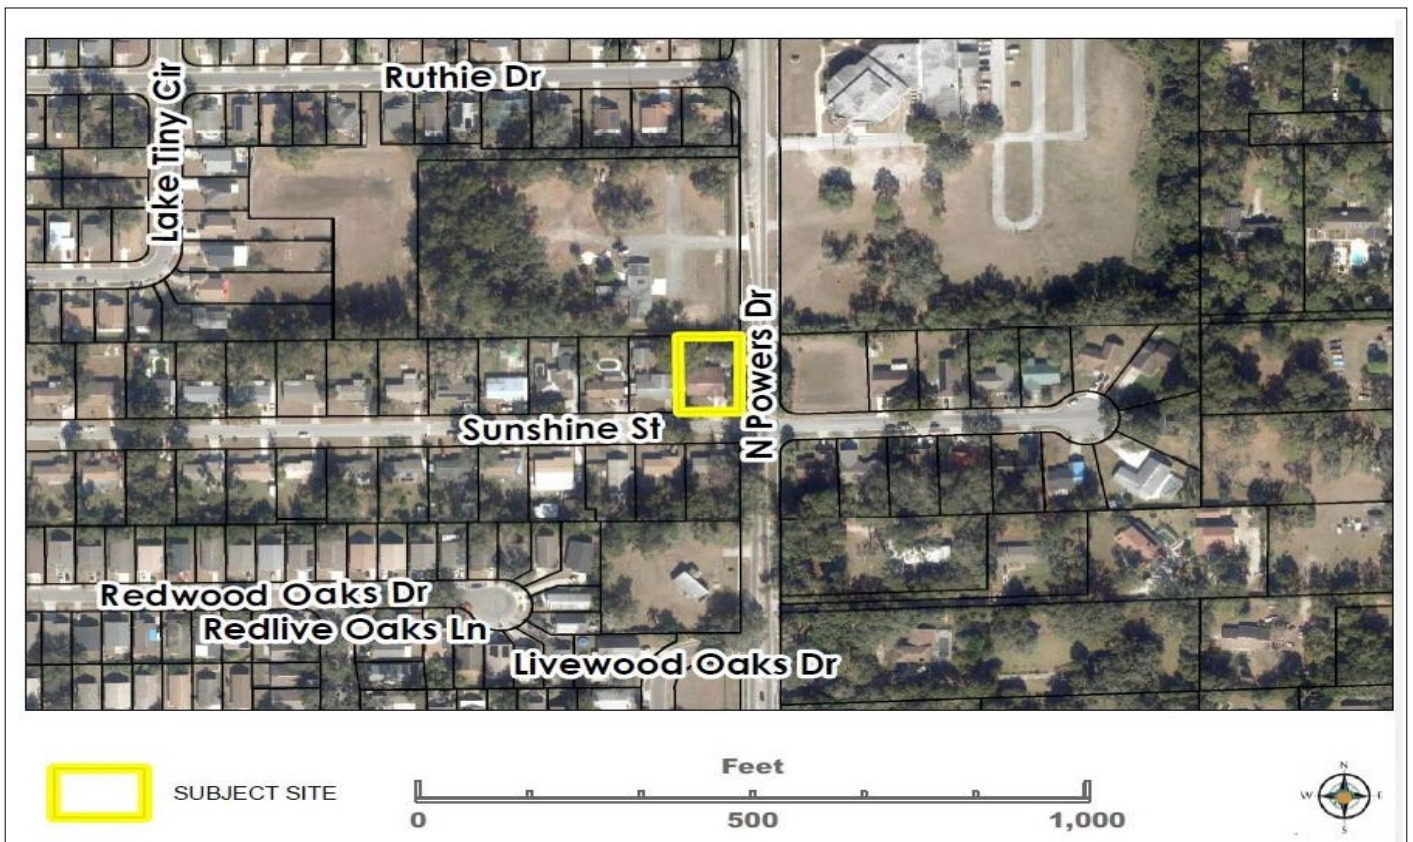 Ruthie Dr
Lake Tiny Cir
N Powers Dr
Sunshine St
Redwood Oaks Dr
Redlive Oaks Ln
Livewood Oaks Dr
SUBJECT SITE
Feet
0 500 1,000
N
W E
S